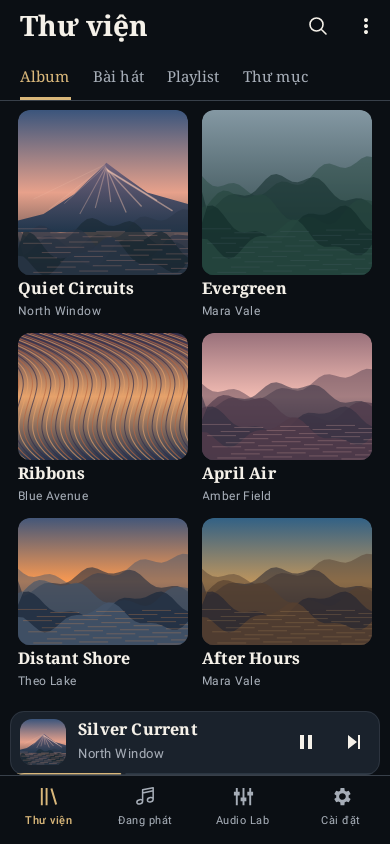 Thư viện
Album Bài hát Playlist Thư mục
Quiet Circuits Evergreen
North Window Mara Vale
Ribbons April Air
Blue Avenue Amber Field
Distant Shore After Hours
Theo Lake Mara Vale
Silver Current
North Window
Thư viện Đang phát Audio Lab Cài đặt